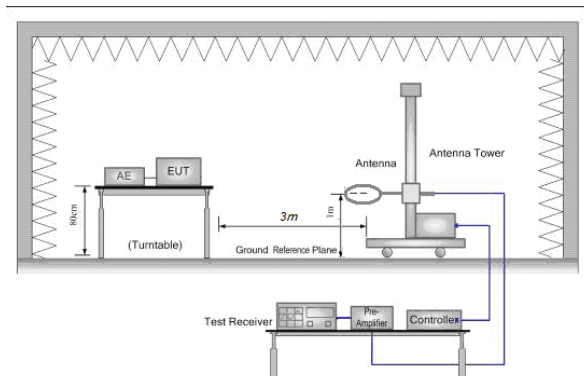 Antenna
Antenna Tower
AE
EUT
80cm
(Turntable)
3m
1m
Ground Reference Plane
Test Receiver
Pre-
Amplifier
Controller